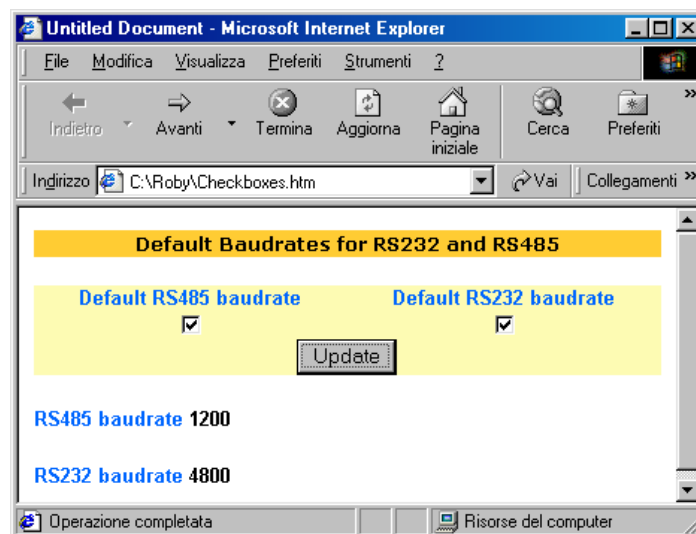 Untitled Document - Microsoft Internet Explorer
File Modifica Visualizza Preferiti Strumenti ?
Indietro Avanti Termina Aggiorna Pagina iniziale Cerca Preferiti »
Indirizzo C:\Roby\Checkboxes.htm Vai Collegamenti »
Default Baudrates for RS232 and RS485
Default RS485 baudrate Default RS232 baudrate
Update
RS485 baudrate 1200
RS232 baudrate 4800
Operazione completata Risorse del computer